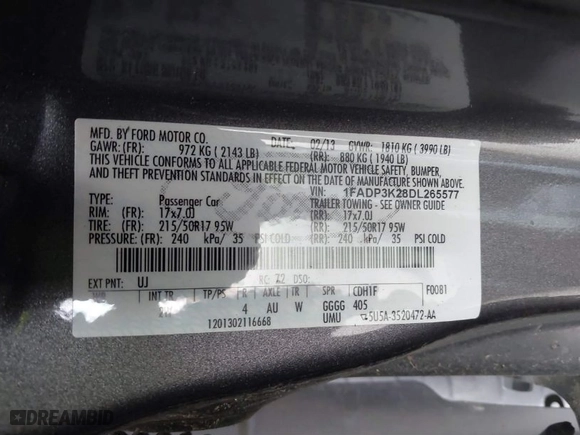 MFD. BY FORD MOTOR CO.
DATE: 02/13 GVWR: 1810 KG ( 3990 LB)
GAWR: (FR): 972 KG ( 2143 LB) (RR): 880 KG ( 1940 LB)
THIS VEHICLE CONFORMS TO ALL APPLICABLE FEDERAL MOTOR VEHICLE SAFETY, BUMPER,
AND THEFT PREVENTION STANDARDS IN EFFECT ON THE DATE OF MANUFACTURE SHOWN ABOVE.
VIN: 1FADP3K28DL265577
TYPE: Passenger Car TRAILER TOWING - SEE OWNER GUIDE
RIM: (FR): 17x7.0J (RR): 17x7.0J
TIRE: (FR): 215/50R17 95W (RR): 215/50R17 95W
PRESSURE: (FR): 240 kPa/ 35 PSI COLD (RR): 240 kPa/ 35 PSI COLD
EXT PNT: UJ RC: 72 DSO: F0081
INT TR TP/PS FR AXLE TR SPR CDH1F
4 AU W GGGG 405
UMU
1201302116668 5U5A-3520472-AA
DREAMBID